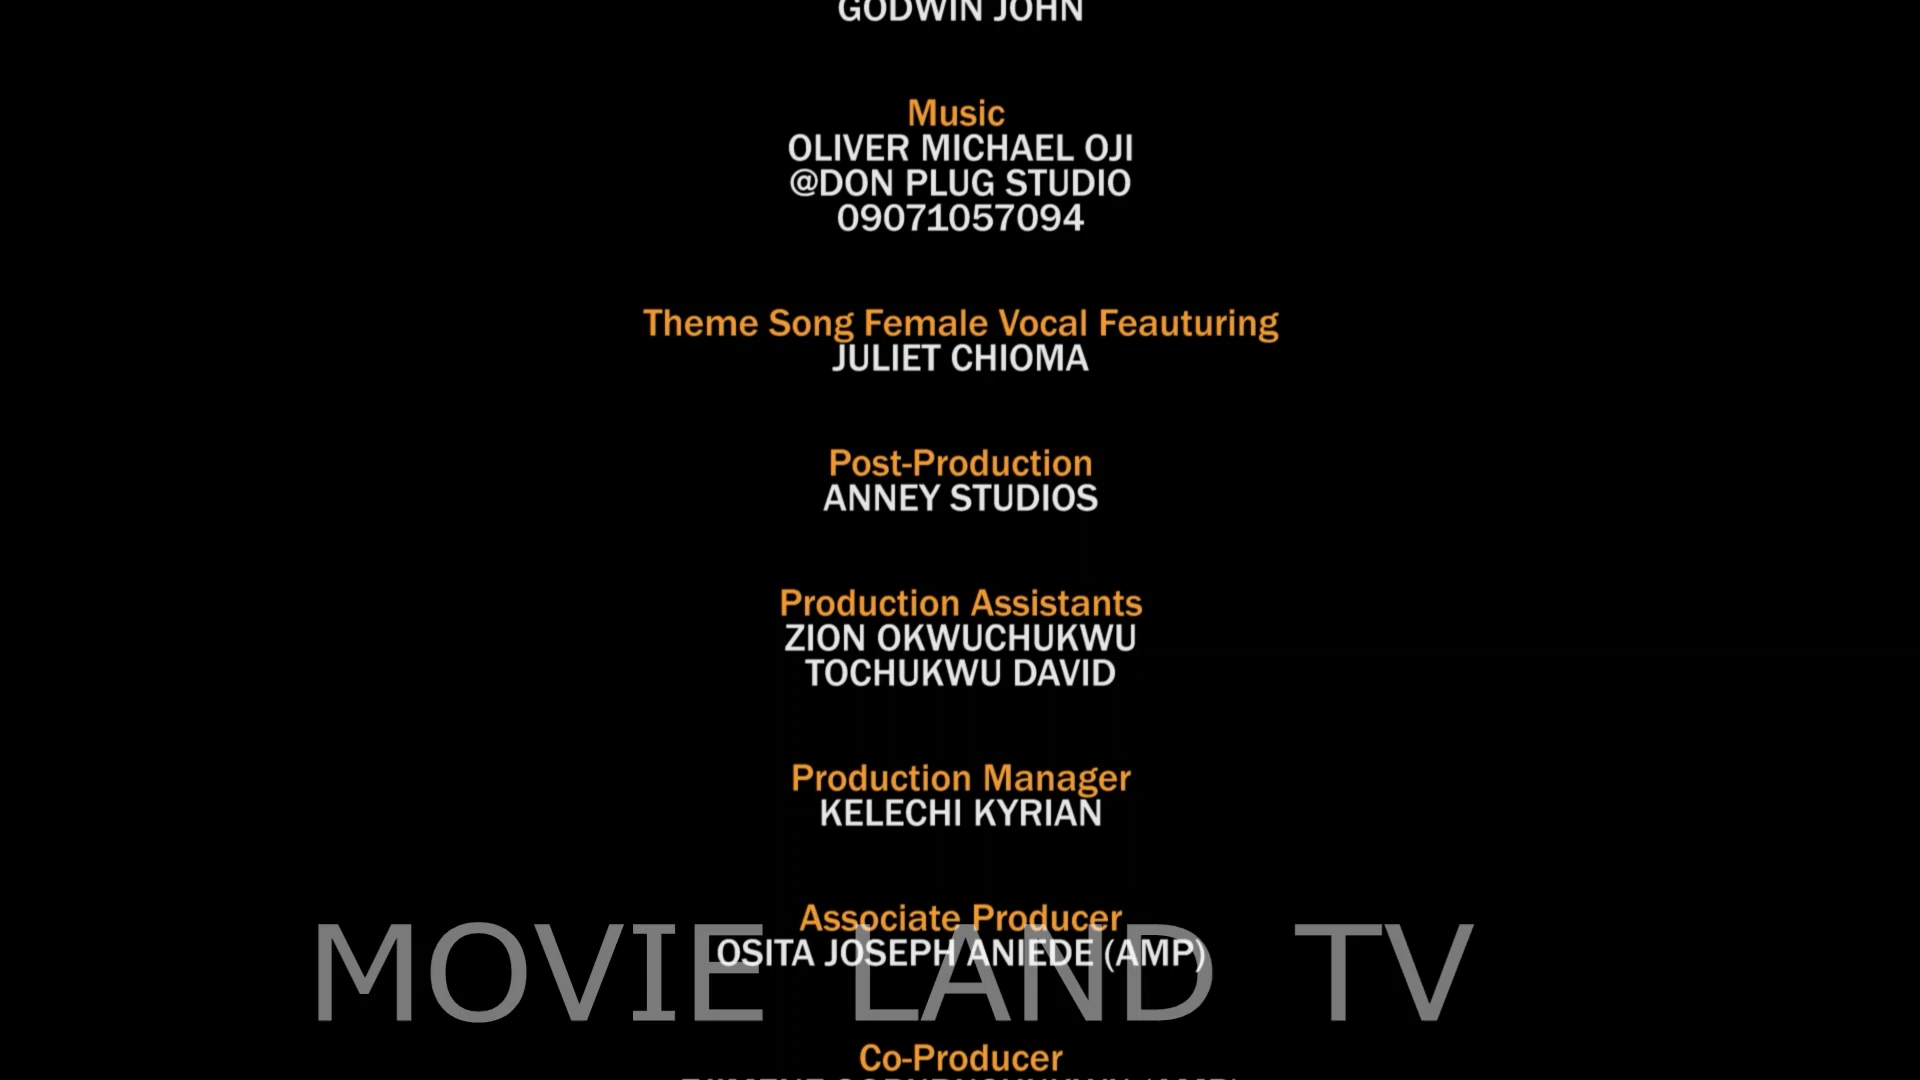 GODWIN JOHN
Music
OLIVER MICHAEL OJI
@DON PLUG STUDIO
09071057094
Theme Song Female Vocal Feauturing
JULIET CHIOMA
Post-Production
ANNEY STUDIOS
Production Assistants
ZION OKWUCHUKWU
TOCHUKWU DAVID
Production Manager
KELECHI KYRIAN
Associate Producer
OSITA JOSEPH ANIEDE (AMP)
MOVIE LAND TV
Co-Producer